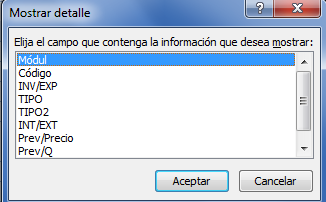 Mostrar detalle
Elija el campo que contenga la información que desea mostrar:
Módul
Código
INV/EXP
TIPO
TIPO2
INT/EXT
Prev/Precio
Prev/Q
Aceptar
Cancelar